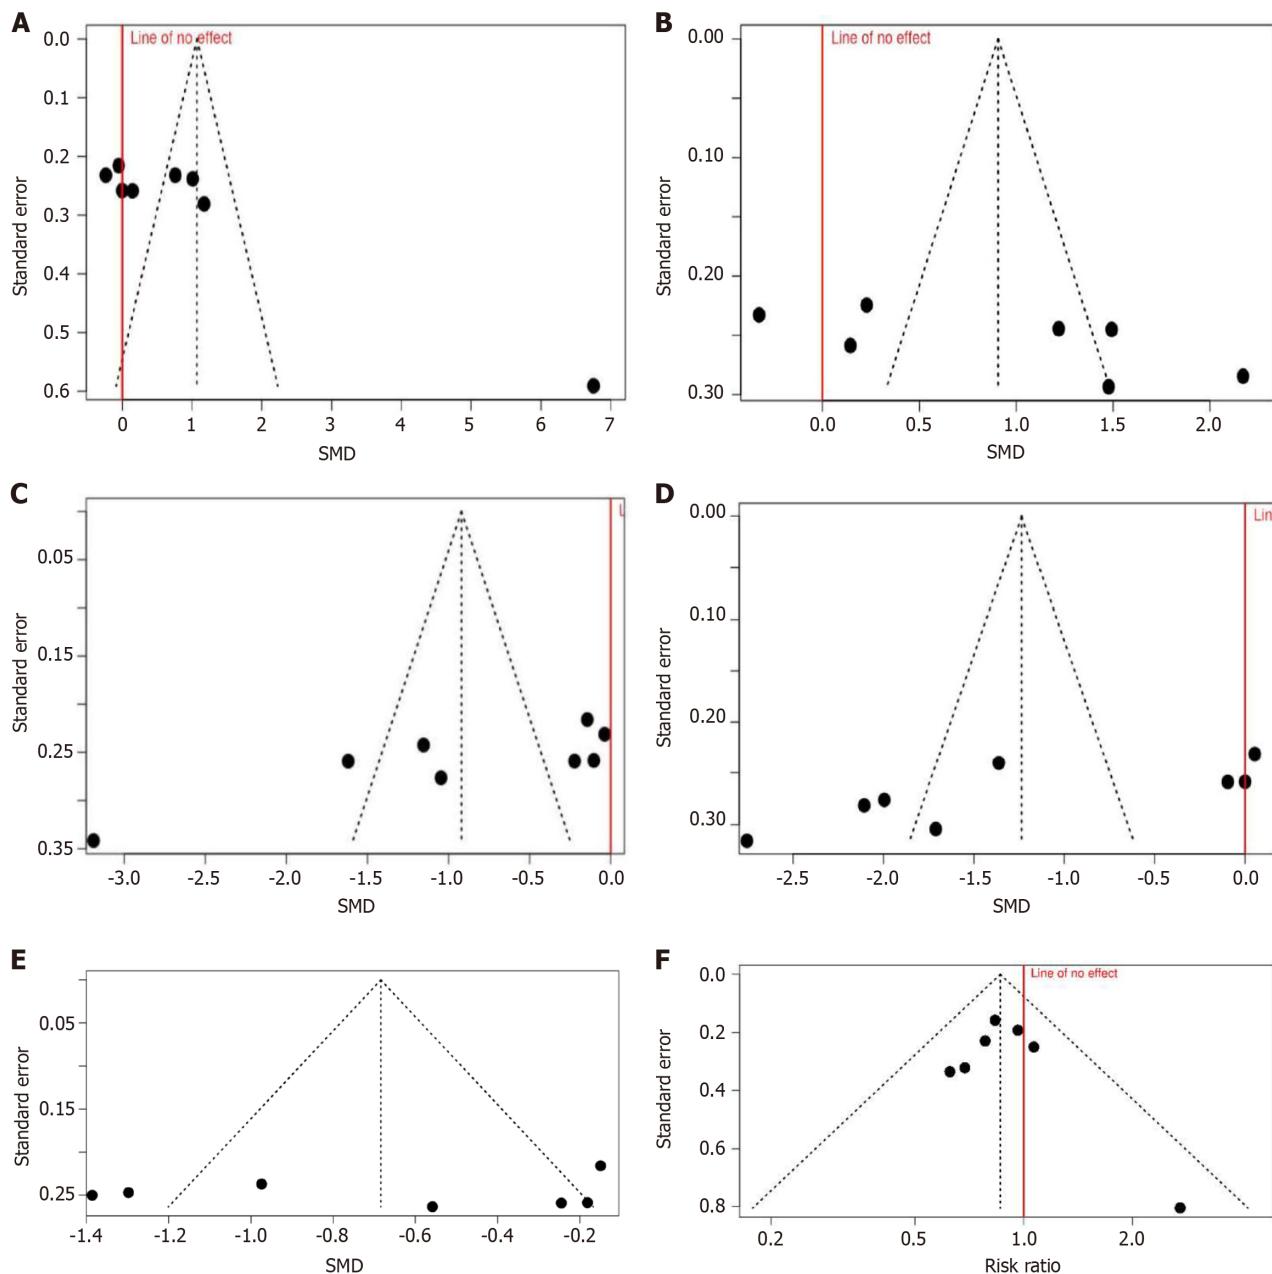 A
Line of no effect
0.0
0.1
0.2
0.3
0.4
0.5
0.6
Standard error
0 1 2 3 4 5 6 7
SMD
B
Line of no effect
0.00
0.10
0.20
0.30
Standard error
0.0 0.5 1.0 1.5 2.0
SMD
C
L
0.05
0.15
0.25
0.35
Standard error
-3.0 -2.5 -2.0 -1.5 -1.0 -0.5 0.0
SMD
D
Lin
0.00
0.10
0.20
0.30
Standard error
-2.5 -2.0 -1.5 -1.0 -0.5 0.0
SMD
E
0.05
0.15
0.25
Standard error
-1.4 -1.2 -1.0 -0.8 -0.6 -0.4 -0.2
SMD
F
Line of no effect
0.0
0.2
0.4
0.6
0.8
Standard error
0.2 0.5 1.0 2.0
Risk ratio